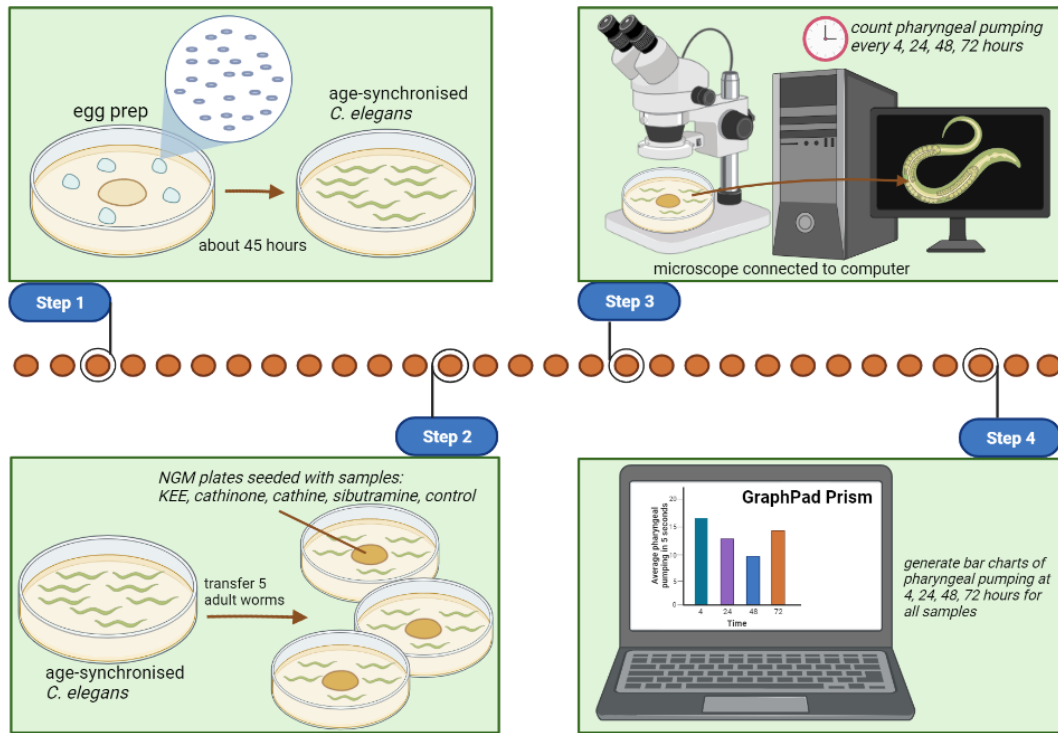 egg prep
age-synchronised
C. elegans
about 45 hours
Step 1
count pharyngeal pumping
every 4, 24, 48, 72 hours
microscope connected to computer
Step 3
Step 2
NGM plates seeded with samples:
KEE, cathinone, cathine, sibutramine, control
transfer 5
adult worms
age-synchronised
C. elegans
Step 4
GraphPad Prism
Average pharyngeal
pumping in 5 seconds
20
15
10
5
0
4 24 48 72
Time
generate bar charts of
pharyngeal pumping at
4, 24, 48, 72 hours for
all samples